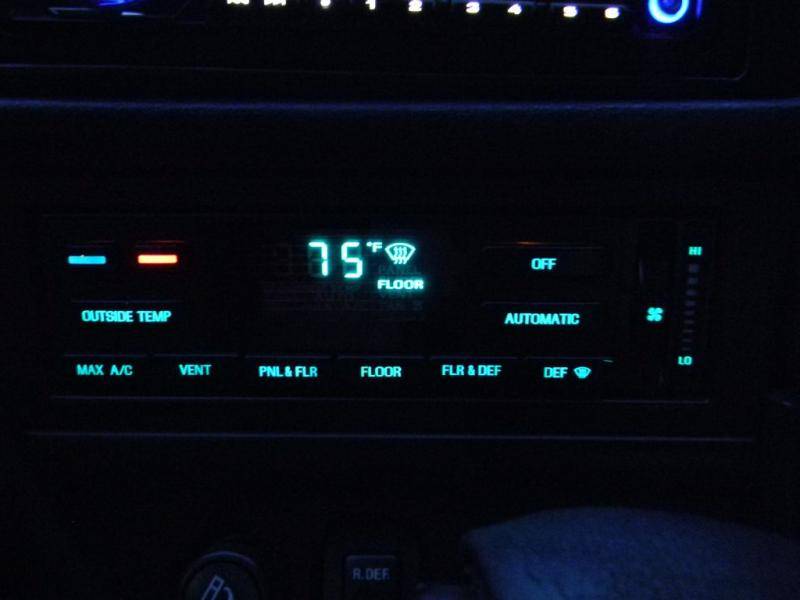 1 2 3 4 5 6
75°F
FLOOR
OFF
HI
OUTSIDE TEMP
AUTOMATIC
LO
MAX A/C VENT PNL & FLR FLOOR FLR & DEF DEF
R.DEF